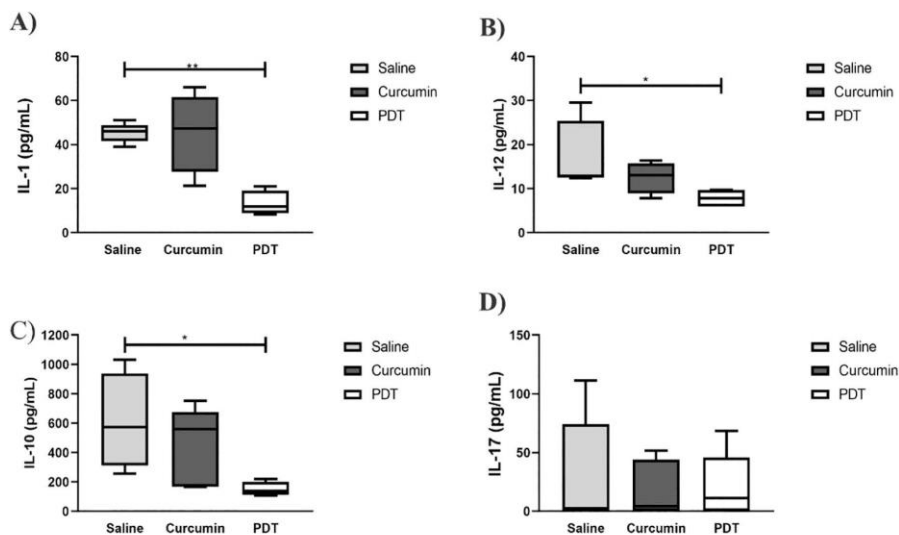 A)
IL-1 (pg/mL)
80
60
40
20
0
**
Saline
Curcumin
PDT
Saline
Curcumin
PDT
B)
IL-12 (pg/mL)
40
30
20
10
0
*
Saline
Curcumin
PDT
Saline
Curcumin
PDT
C)
IL-10 (pg/mL)
1200
1000
800
600
400
200
0
*
Saline
Curcumin
PDT
Saline
Curcumin
PDT
D)
IL-17 (pg/mL)
150
100
50
0
Saline
Curcumin
PDT
Saline
Curcumin
PDT